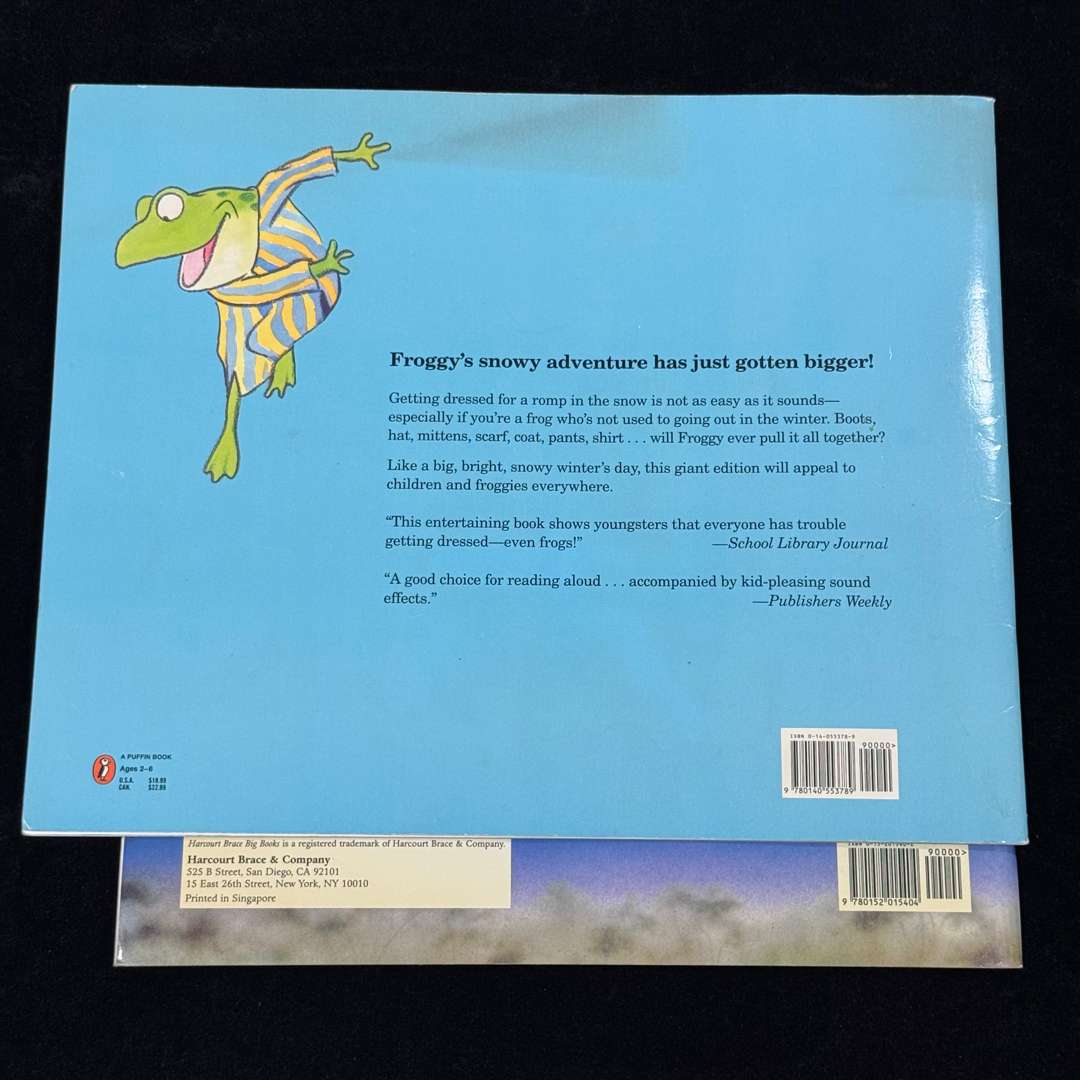 Froggy's snowy adventure has just gotten bigger!
Getting dressed for a romp in the snow is not as easy as it sounds—
especially if you're a frog who's not used to going out in the winter. Boots,
hat, mittens, scarf, coat, pants, shirt . . . will Froggy ever pull it all together?
Like a big, bright, snowy winter's day, this giant edition will appeal to
children and froggies everywhere.
“This entertaining book shows youngsters that everyone has trouble
getting dressed—even frogs!” —School Library Journal
“A good choice for reading aloud . . . accompanied by kid-pleasing sound
effects.” —Publishers Weekly
A PUFFIN BOOK
Ages 2–6
U.S.A. $18.99
CAN. $22.99
ISBN 0-14-055378-9
90000>
9 780140 553789
Harcourt Brace Big Books is a registered trademark of Harcourt Brace & Company.
Harcourt Brace & Company
525 B Street, San Diego, CA 92101
15 East 26th Street, New York, NY 10010
Printed in Singapore
90000>
9 780152 015404